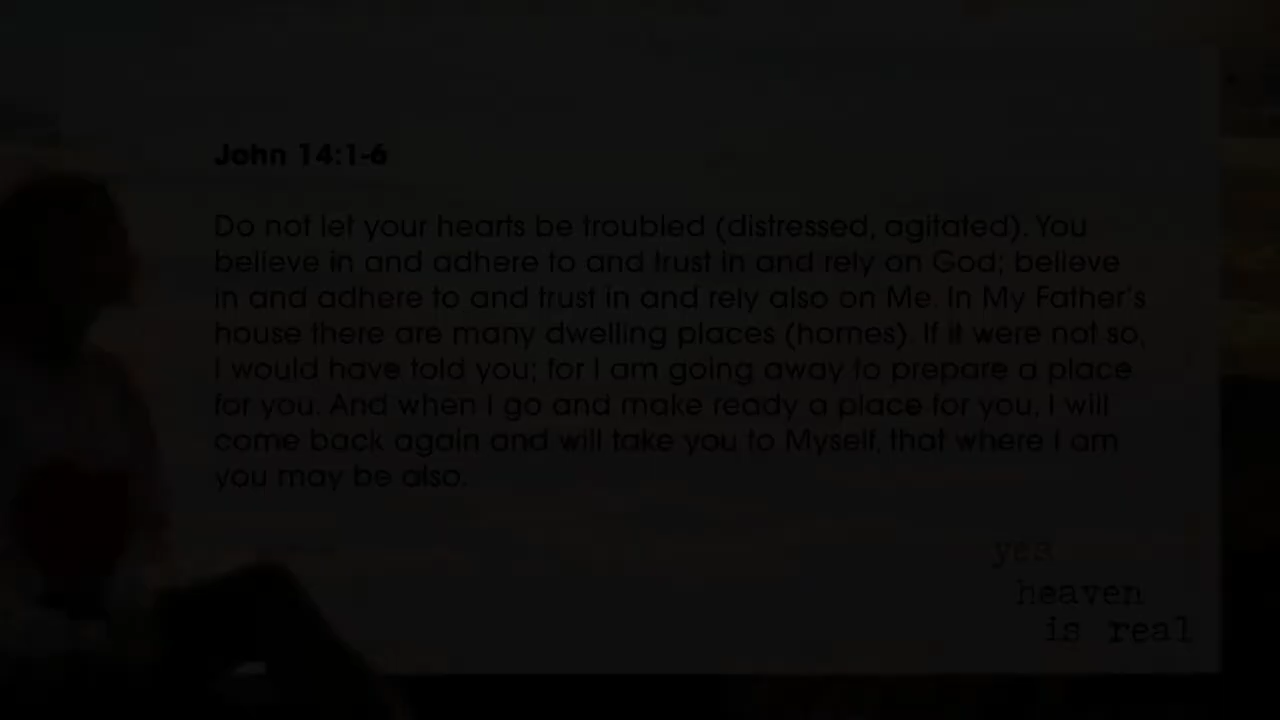 John 14:1-6
Do not let your hearts be troubled (distressed, agitated). You
believe in and adhere to and trust in and rely on God; believe
in and adhere to and trust in and rely also on Me. In My Father's
house there are many dwelling places (homes). If it were not so,
I would have told you; for I am going away to prepare a place
for you. And when I go and make ready a place for you, I will
come back again and will take you to Myself, that where I am
you may be also.
yes
heaven
is real